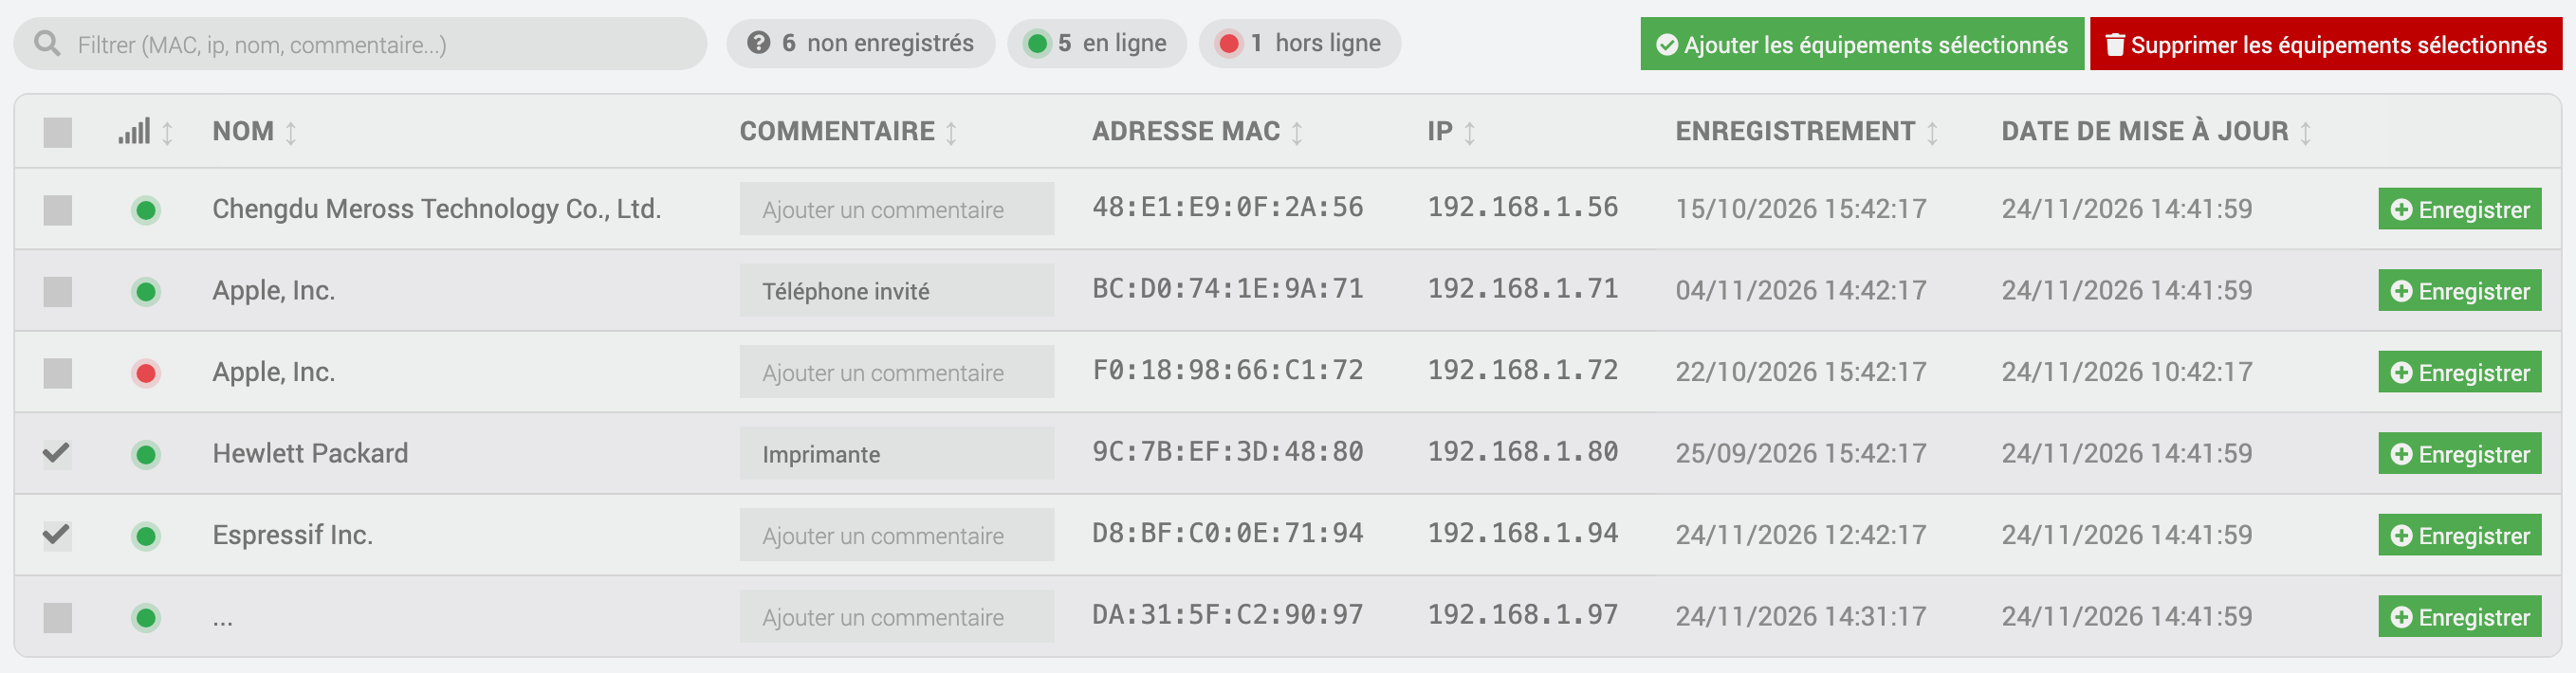 Filtrer (MAC, ip, nom, commentaire...) 6 non enregistrés 5 en ligne 1 hors ligne Ajouter les équipements sélectionnés Supprimer les équipements sélectionnés
NOM COMMENTAIRE ADRESSE MAC IP ENREGISTREMENT DATE DE MISE À JOUR
Chengdu Meross Technology Co., Ltd. Ajouter un commentaire 48:E1:E9:0F:2A:56 192.168.1.56 15/10/2026 15:42:17 24/11/2026 14:41:59 Enregistrer
Apple, Inc. Téléphone invité BC:D0:74:1E:9A:71 192.168.1.71 04/11/2026 14:42:17 24/11/2026 14:41:59 Enregistrer
Apple, Inc. Ajouter un commentaire F0:18:98:66:C1:72 192.168.1.72 22/10/2026 15:42:17 24/11/2026 10:42:17 Enregistrer
Hewlett Packard Imprimante 9C:7B:EF:3D:48:80 192.168.1.80 25/09/2026 15:42:17 24/11/2026 14:41:59 Enregistrer
Espressif Inc. Ajouter un commentaire D8:BF:C0:0E:71:94 192.168.1.94 24/11/2026 12:42:17 24/11/2026 14:41:59 Enregistrer
... Ajouter un commentaire DA:31:5F:C2:90:97 192.168.1.97 24/11/2026 14:31:17 24/11/2026 14:41:59 Enregistrer